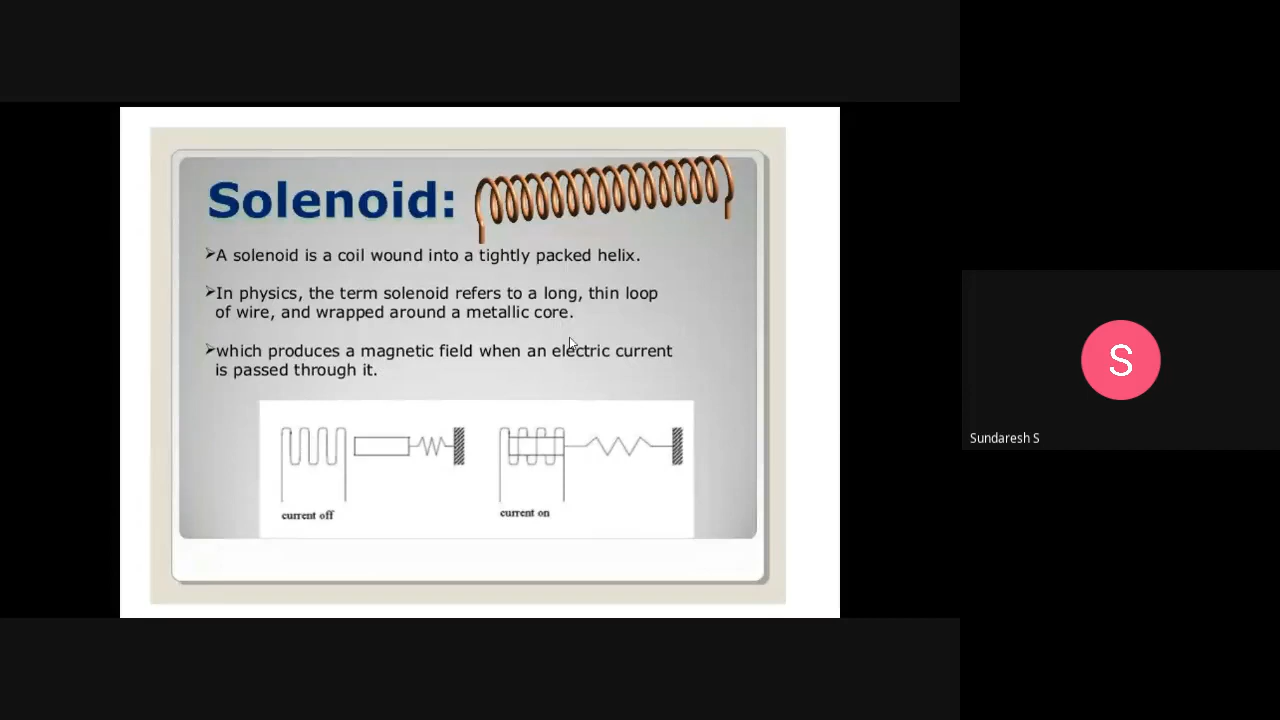 Solenoid:
➢A solenoid is a coil wound into a tightly packed helix.
➢In physics, the term solenoid refers to a long, thin loop
of wire, and wrapped around a metallic core.
➢which produces a magnetic field when an electric current
is passed through it.
current off
current on
S
Sundaresh S